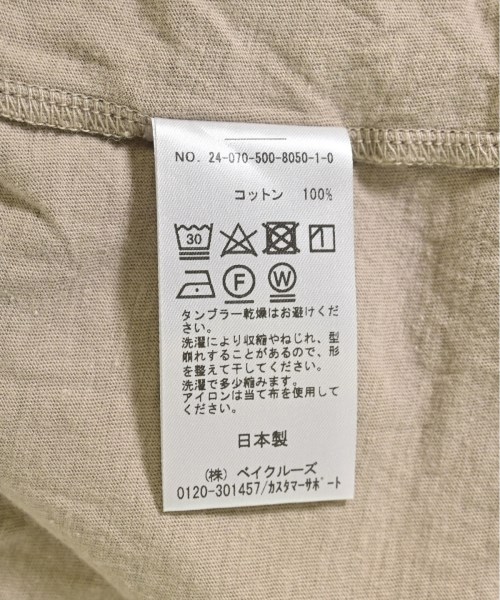 NO. 24-070-500-8050-1-0
コットン 100%
30
F W
タンブラー乾燥はお避けくだ
さい。
洗濯により収縮やねじれ、型
崩れすることがあるので、形
を整えて干してください。
洗濯で多少縮みます。
アイロンは当て布を使用して
ください。
日本製
(株) ベイクルーズ
0120-301457/カスタマーサポート